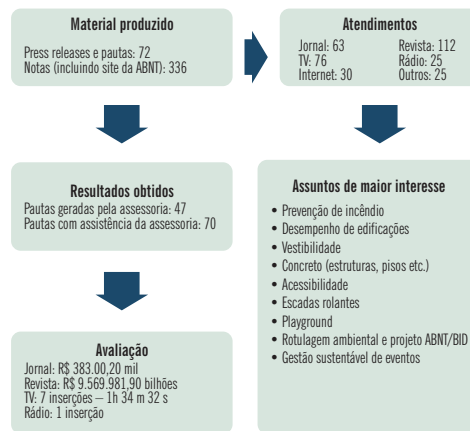 Material produzido
Press releases e pautas: 72
Notas (incluindo site da ABNT): 336
Atendimentos
Jornal: 63
TV: 76
Internet: 30
Revista: 112
Rádio: 25
Outros: 25
Resultados obtidos
Pautas geradas pela assessoria: 47
Pautas com assistência da assessoria: 70
Avaliação
Jornal: R$ 383.00,20 mil
Revista: R$ 9.569.981,90 bilhões
TV: 7 inserções – 1h 34 m 32 s
Rádio: 1 inserção
Assuntos de maior interesse
• Prevenção de incêndio
• Desempenho de edificações
• Vestibilidade
• Concreto (estruturas, pisos etc.)
• Acessibilidade
• Escadas rolantes
• Playground
• Rotulagem ambiental e projeto ABNT/BID
• Gestão sustentável de eventos